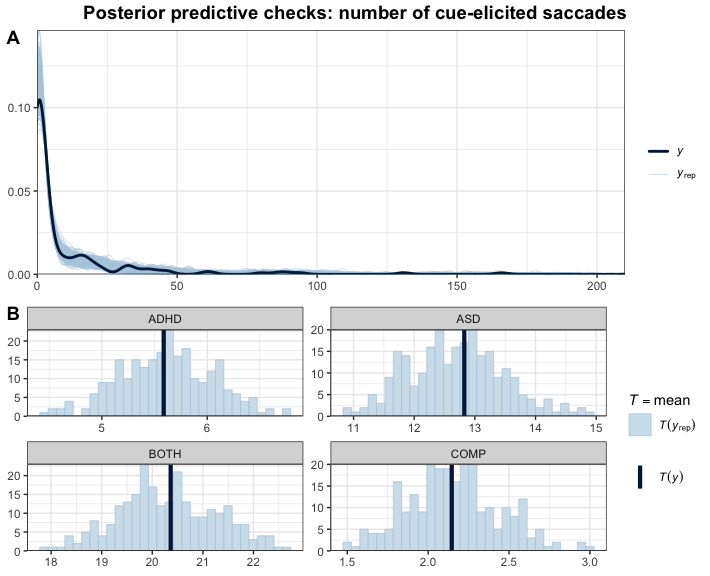 Posterior predictive checks: number of cue-elicited saccades
A
0.10
0.05
0.00
0 50 100 150 200
y
y rep
B
ADHD
20
15
10
5
0
5 6
ASD
20
15
10
5
0
11 12 13 14 15
BOTH
20
15
10
5
0
18 19 20 21 22
COMP
20
15
10
5
0
1.5 2.0 2.5 3.0
T = mean
T(y rep)
T(y)